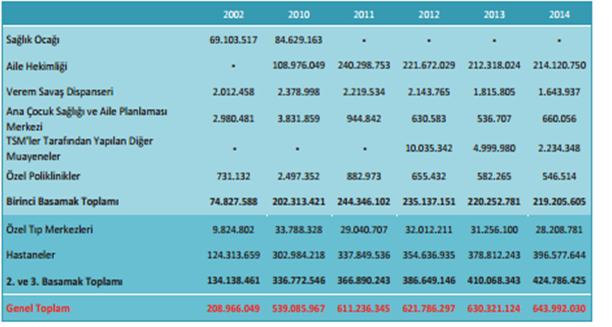 2002 2010 2011 2012 2013 2014
Sağlık Ocağı 69.103.517 84.629.163 - - - -
Aile Hekimliği - 108.976.049 240.298.753 221.672.029 212.318.024 214.120.750
Verem Savaş Dispanseri 2.012.458 2.378.998 2.219.534 2.143.765 1.815.805 1.643.937
Ana Çocuk Sağlığı ve Aile Planlaması
Merkezi 2.980.481 3.831.859 944.842 630.583 536.707 660.056
TSM'ler Tarafından Yapılan Diğer
Muayeneler - - - 10.035.342 4.999.980 2.234.348
Özel Poliklinikler 731.132 2.497.352 882.973 655.432 582.265 546.514
Birinci Basamak Toplamı 74.827.588 202.313.421 244.346.102 235.137.151 220.252.781 219.205.605
Özel Tıp Merkezleri 9.824.802 33.788.328 29.040.707 32.012.211 31.256.100 28.208.781
Hastaneler 124.313.659 302.984.218 337.849.536 354.636.935 378.812.243 396.577.644
2. ve 3. Basamak Toplamı 134.138.461 336.772.546 366.890.243 386.649.146 410.068.343 424.786.425
Genel Toplam 208.966.049 539.085.967 611.236.345 621.786.297 630.321.124 643.992.030